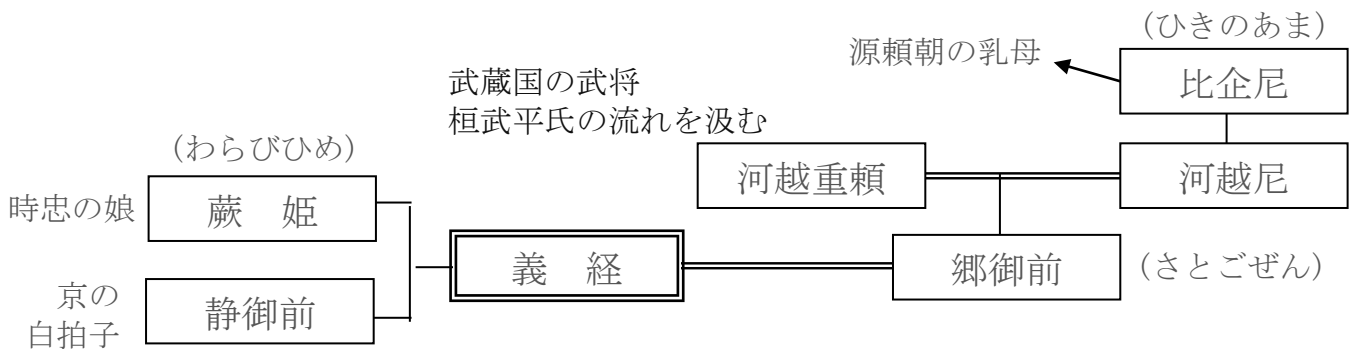 （ひきのあま）
源頼朝の乳母
比企尼
武蔵国の武将
桓武平氏の流れを汲む
（わらびひめ）
河越重頼
河越尼
時忠の娘
蕨　姫
義　経
郷御前
（さとごぜん）
京の
白拍子
静御前